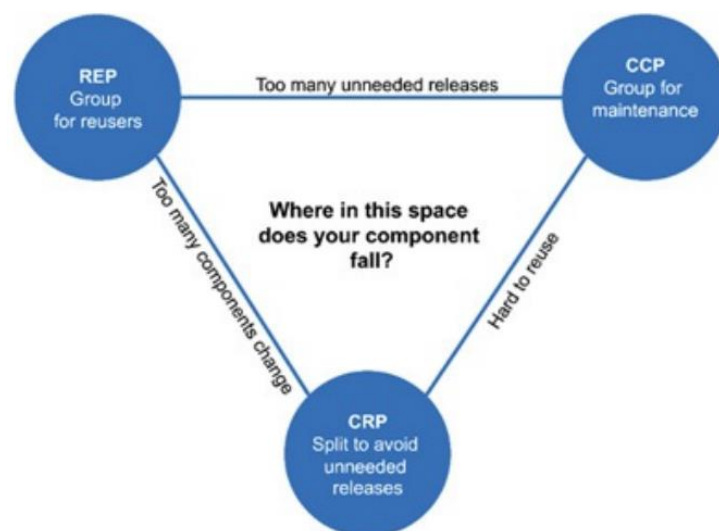 REP
Group
for reusers
Too many unneeded releases
CCP
Group for
maintenance
Too many components change
Where in this space
does your component
fall?
Hard to reuse
CRP
Split to avoid
unneeded
releases